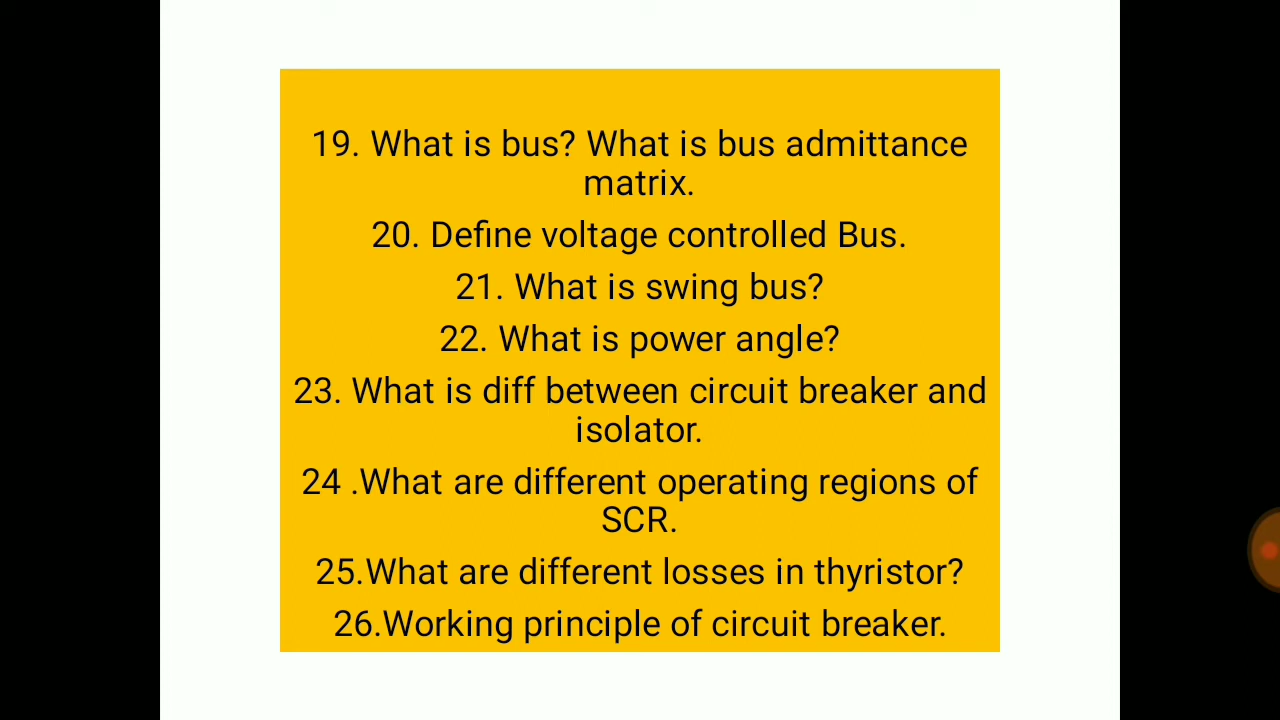 19. What is bus? What is bus admittance
matrix.
20. Define voltage controlled Bus.
21. What is swing bus?
22. What is power angle?
23. What is diff between circuit breaker and
isolator.
24 .What are different operating regions of
SCR.
25.What are different losses in thyristor?
26.Working principle of circuit breaker.